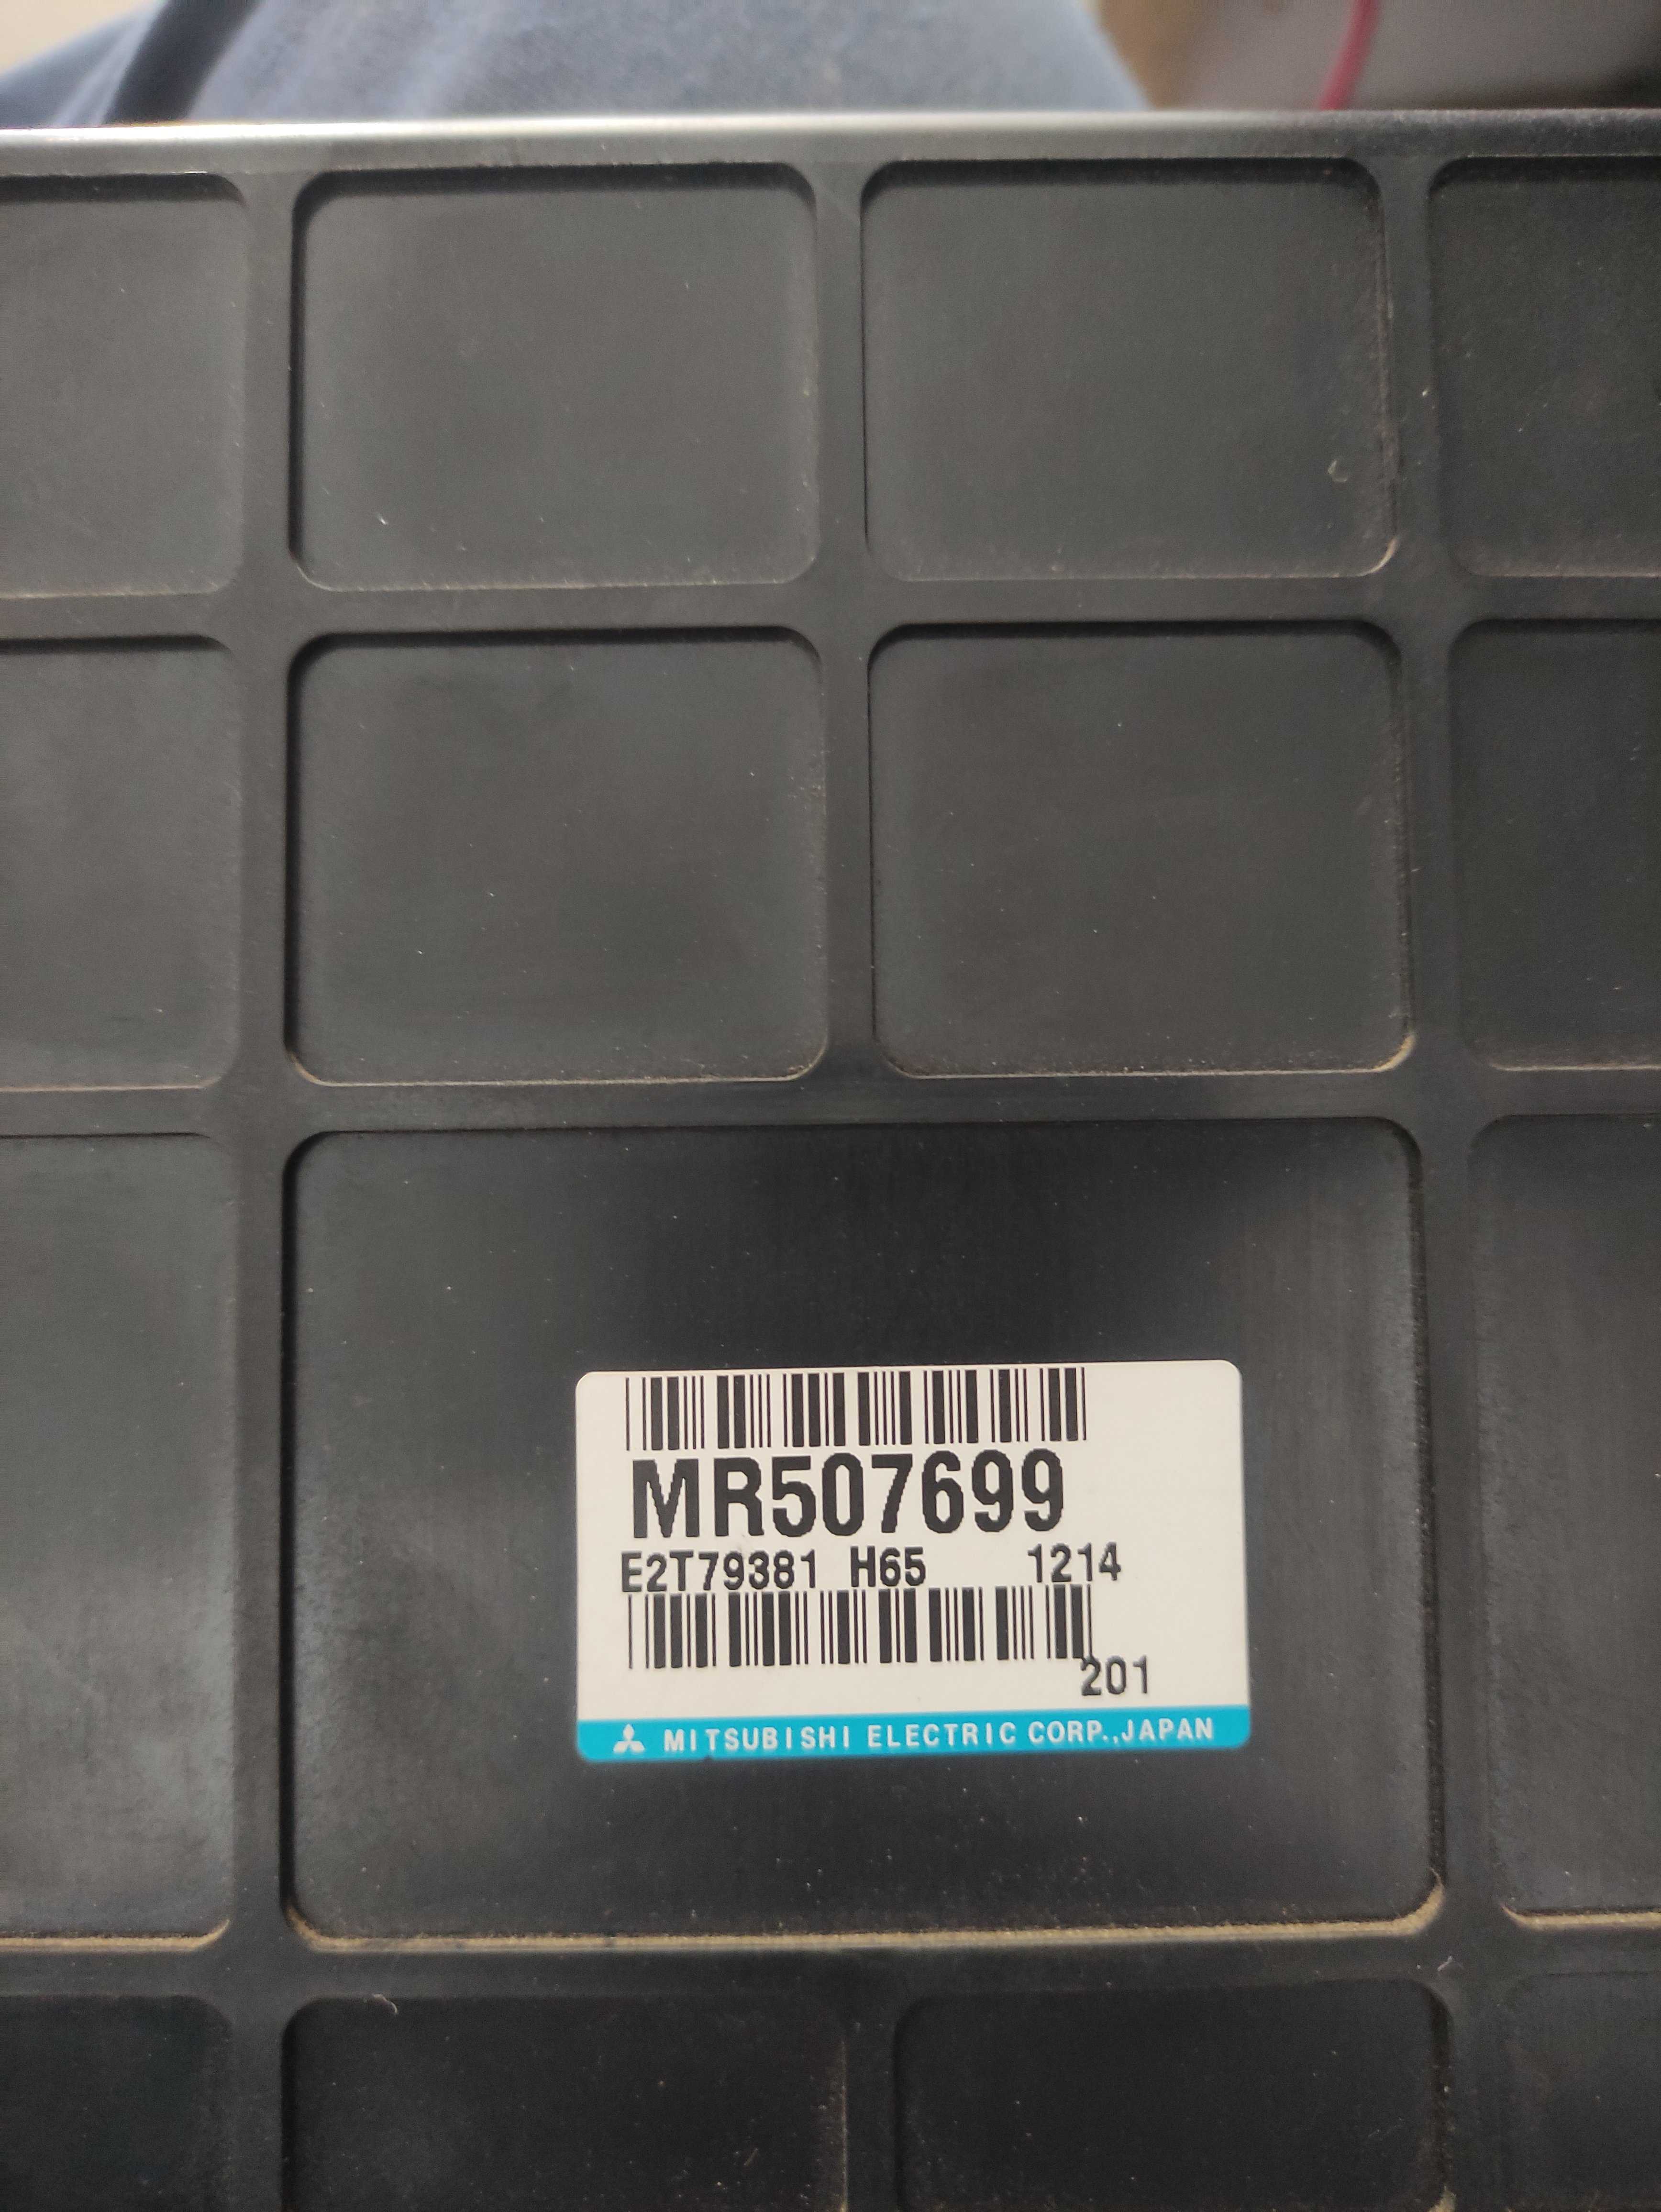 MR507699
E2T79381 H65 1214
201
MITSUBISHI ELECTRIC CORP.,JAPAN